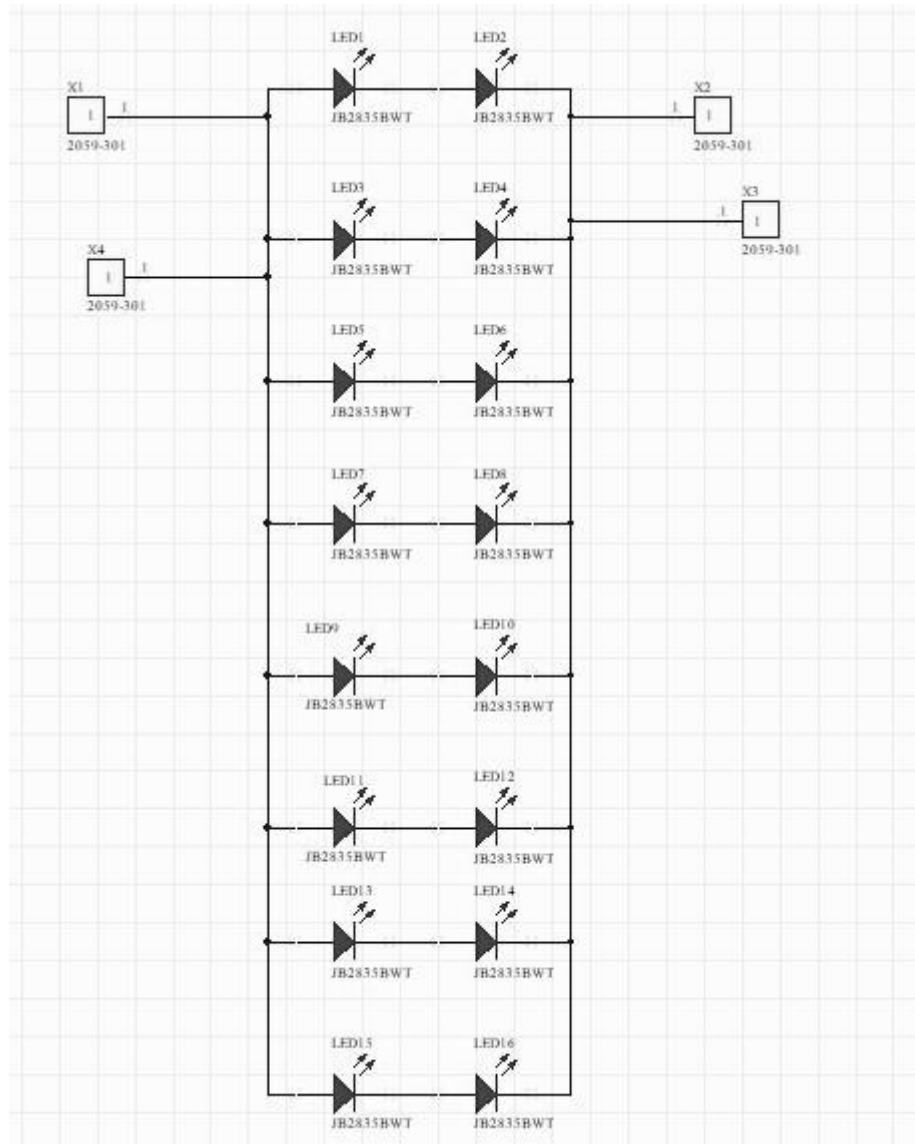 LED1
LED2
JB2835BWT
JB2835BWT
X1
1
1
2059-301
X2
1
1
2059-301
LED3
LED4
JB2835BWT
JB2835BWT
X3
1
1
2059-301
X4
1
1
2059-301
LED5
LED6
JB2835BWT
JB2835BWT
LED7
LED8
JB2835BWT
JB2835BWT
LED9
LED10
JB2835BWT
JB2835BWT
LED11
LED12
JB2835BWT
JB2835BWT
LED13
LED14
JB2835BWT
JB2835BWT
LED15
LED16
JB2835BWT
JB2835BWT